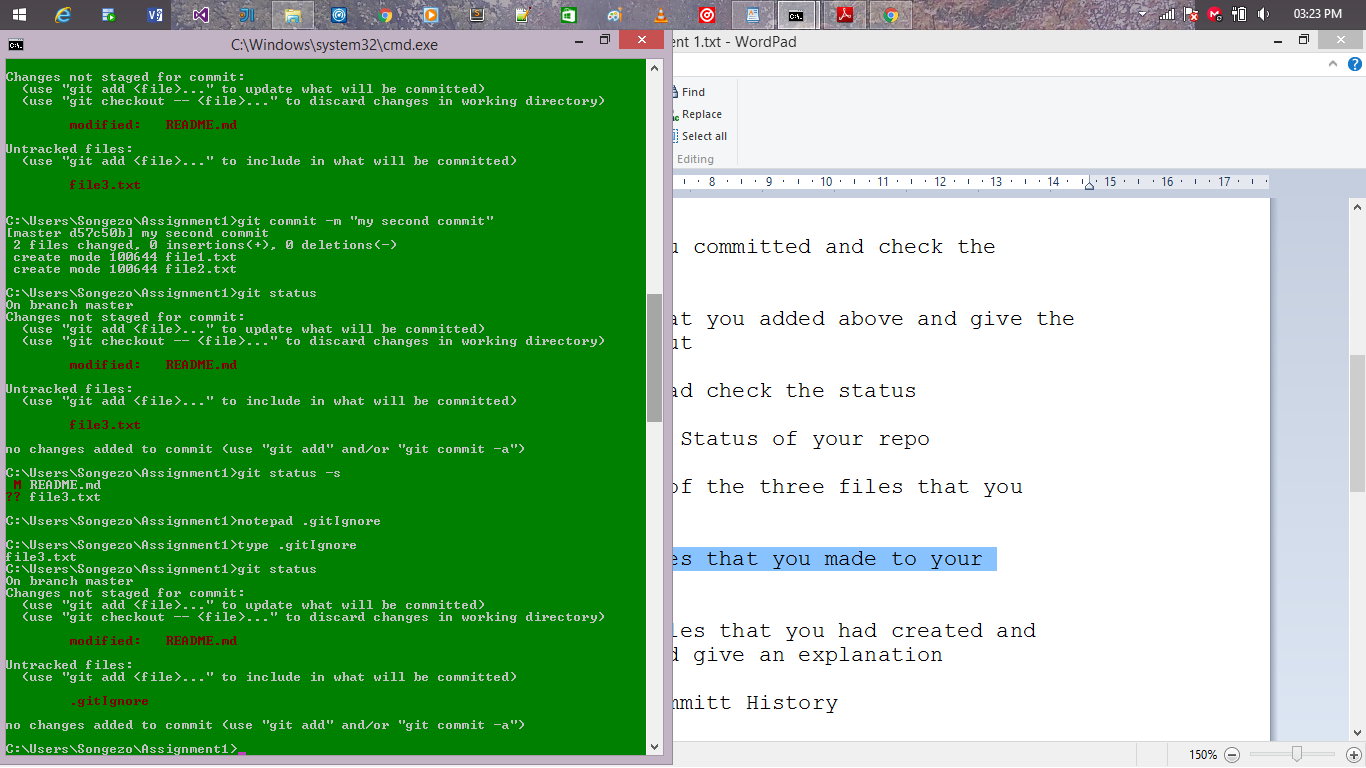 03:23 PM
C:\Windows\system32\cmd.exe
Changes not staged for commit:
(use "git add <file>..." to update what will be committed)
(use "git checkout -- <file>..." to discard changes in working directory)
modified: README.md
Untracked files:
(use "git add <file>..." to include in what will be committed)
file3.txt
C:\Users\Songezo\Assignment1>git commit -m "my second commit"
[master d57c50b] my second commit
2 files changed, 0 insertions(+), 0 deletions(-)
create mode 100644 file1.txt
create mode 100644 file2.txt
C:\Users\Songezo\Assignment1>git status
On branch master
Changes not staged for commit:
(use "git add <file>..." to update what will be committed)
(use "git checkout -- <file>..." to discard changes in working directory)
modified: README.md
Untracked files:
(use "git add <file>..." to include in what will be committed)
file3.txt
no changes added to commit (use "git add" and/or "git commit -a")
C:\Users\Songezo\Assignment1>git status -s
M README.md
?? file3.txt
C:\Users\Songezo\Assignment1>notepad .gitIgnore
C:\Users\Songezo\Assignment1>type .gitIgnore
file3.txt
C:\Users\Songezo\Assignment1>git status
On branch master
Changes not staged for commit:
(use "git add <file>..." to update what will be committed)
(use "git checkout -- <file>..." to discard changes in working directory)
modified: README.md
Untracked files:
(use "git add <file>..." to include in what will be committed)
.gitIgnore
no changes added to commit (use "git add" and/or "git commit -a")
C:\Users\Songezo\Assignment1>
ent 1.txt - WordPad
Find
Replace
Select all
Editing
8 9 10 11 12 13 14 15 16 17
committed and check the
at you added above and give the
ut
ad check the status
Status of your repo
of the three files that you
es that you made to your
les that you had created and
d give an explanation
mmitt History
150%